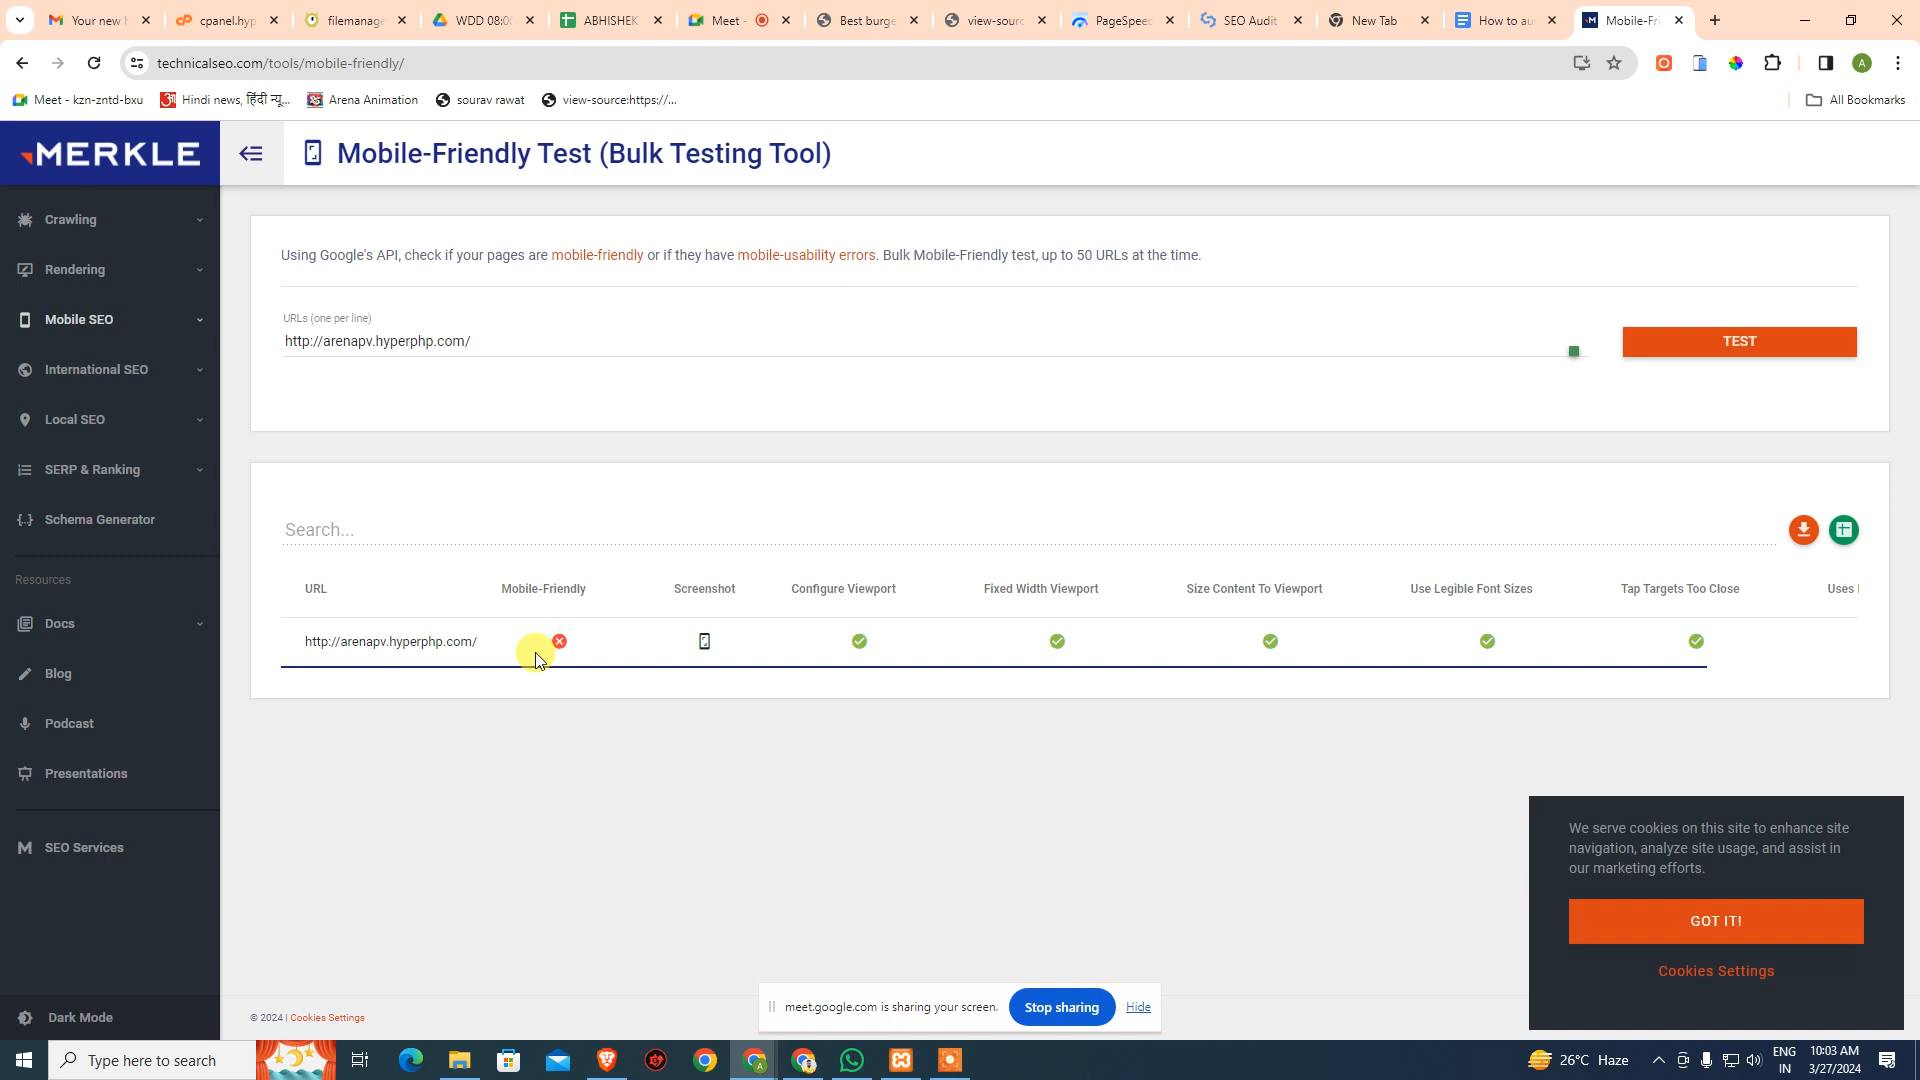 Your new h
cpanel.hyp
filemanage
WDD 08:00
ABHISHEK
Meet -
Best burge
view-sourc
PageSpeed
SEO Audit
New Tab
How to au
Mobile-Fri
technicalseo.com/tools/mobile-friendly/
Meet - kzn-zntd-bxu
Hindi news, हिंदी न्यू...
Arena Animation
sourav rawat
view-source:https://...
All Bookmarks
MERKLE
Mobile-Friendly Test (Bulk Testing Tool)
Crawling
Rendering
Mobile SEO
International SEO
Local SEO
SERP & Ranking
Schema Generator
Resources
Docs
Blog
Podcast
Presentations
SEO Services
Dark Mode
Using Google's API, check if your pages are mobile-friendly or if they have mobile-usability errors. Bulk Mobile-Friendly test, up to 50 URLs at the time.
URLs (one per line)
http://arenapv.hyperphp.com/
TEST
Search...
URL Mobile-Friendly Screenshot Configure Viewport Fixed Width Viewport Size Content To Viewport Use Legible Font Sizes Tap Targets Too Close Uses
http://arenapv.hyperphp.com/
We serve cookies on this site to enhance site
navigation, analyze site usage, and assist in
our marketing efforts.
GOT IT!
Cookies Settings
© 2024 | Cookies Settings
meet.google.com is sharing your screen. Stop sharing Hide
Type here to search
26°C Haze
ENG
IN
10:03 AM
3/27/2024